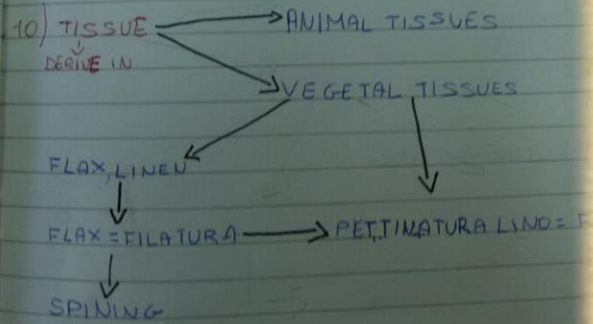 10) TISSUE
ANIMAL TISSUES
DERIVE IN
VEGETAL TISSUES
FLAX, LINEN
FLAX = FILATURA
PETTINATURA LINO =
SPINING